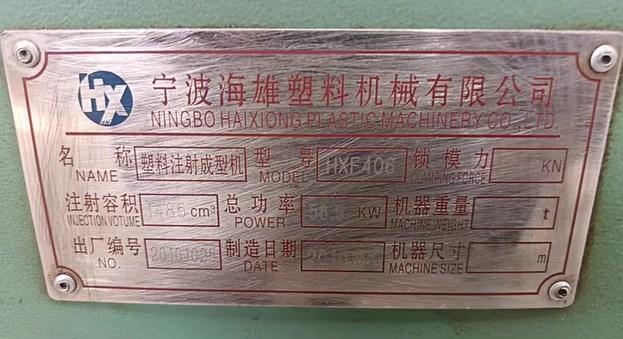 HX 宁波海雄塑料机械有限公司
NINGBO HAIXIONG PLASTIC MACHINERY CO., LTD
名 称 塑料注射成型机 型 号 HXF406 锁模力 KN
NAME MODEL CLAMPING FORCE
注射容积 1485 cm³ 总功率 KW 机器重量 t
INJECTION VOTUME POWER MACHINE WEIGHT
出厂编号 20101025 制造日期 机器尺寸 m
NO. DATE MACHINE SIZE